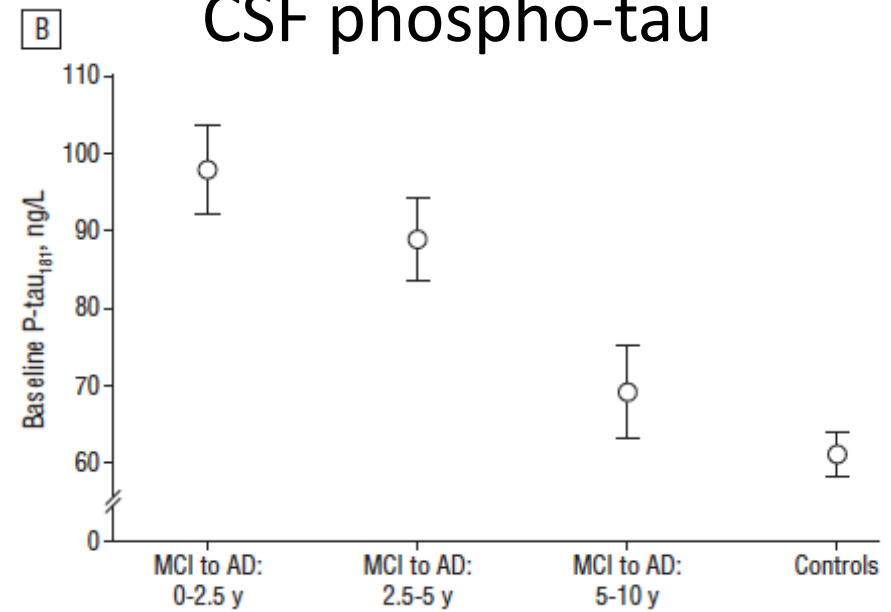 B
CSF phospho-tau
110
100
90
80
70
60
0
Baseline P-tau181, ng/L
MCI to AD:
0-2.5 y
MCI to AD:
2.5-5 y
MCI to AD:
5-10 y
Controls